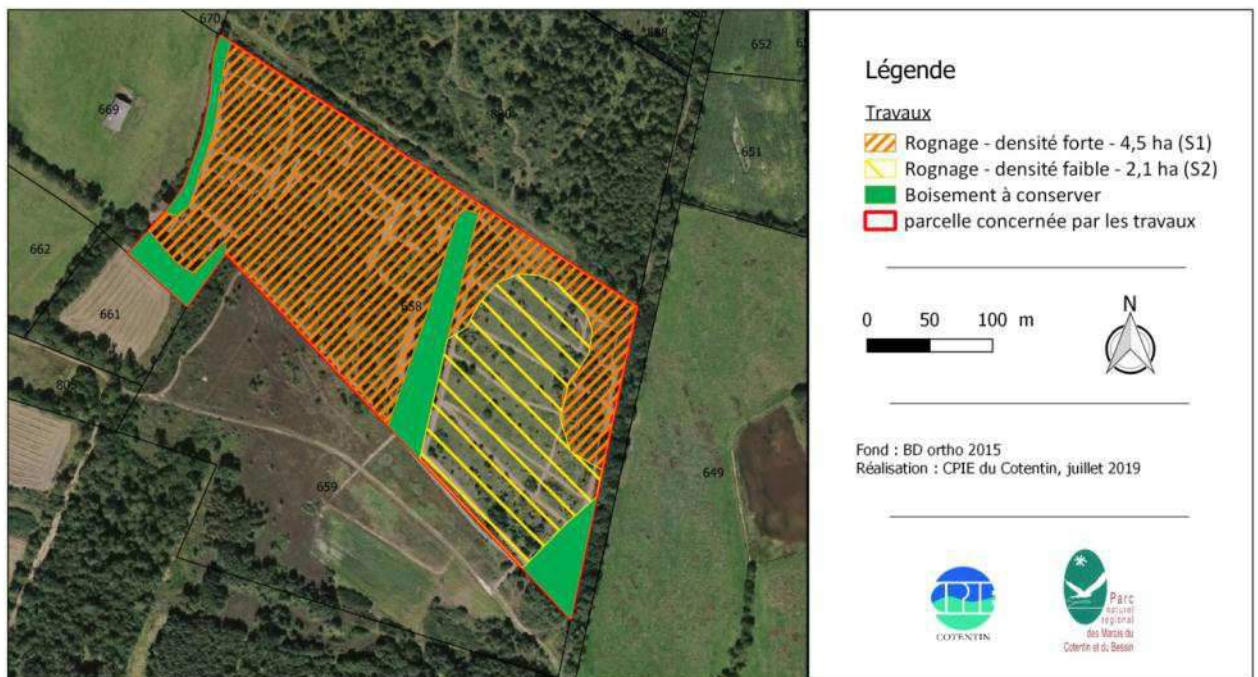 670
652
669
651
662
661
658
659
649
Légende
Travaux
Rognage - densité forte - 4,5 ha (S1)
Rognage - densité faible - 2,1 ha (S2)
Boisement à conserver
parcelle concernée par les travaux
0 50 100 m
N
Fond : BD ortho 2015
Réalisation : CPIE du Cotentin, juillet 2019
COTENTIN
Parc
naturel
régional
des Marais du
Cotentin et du Bessin